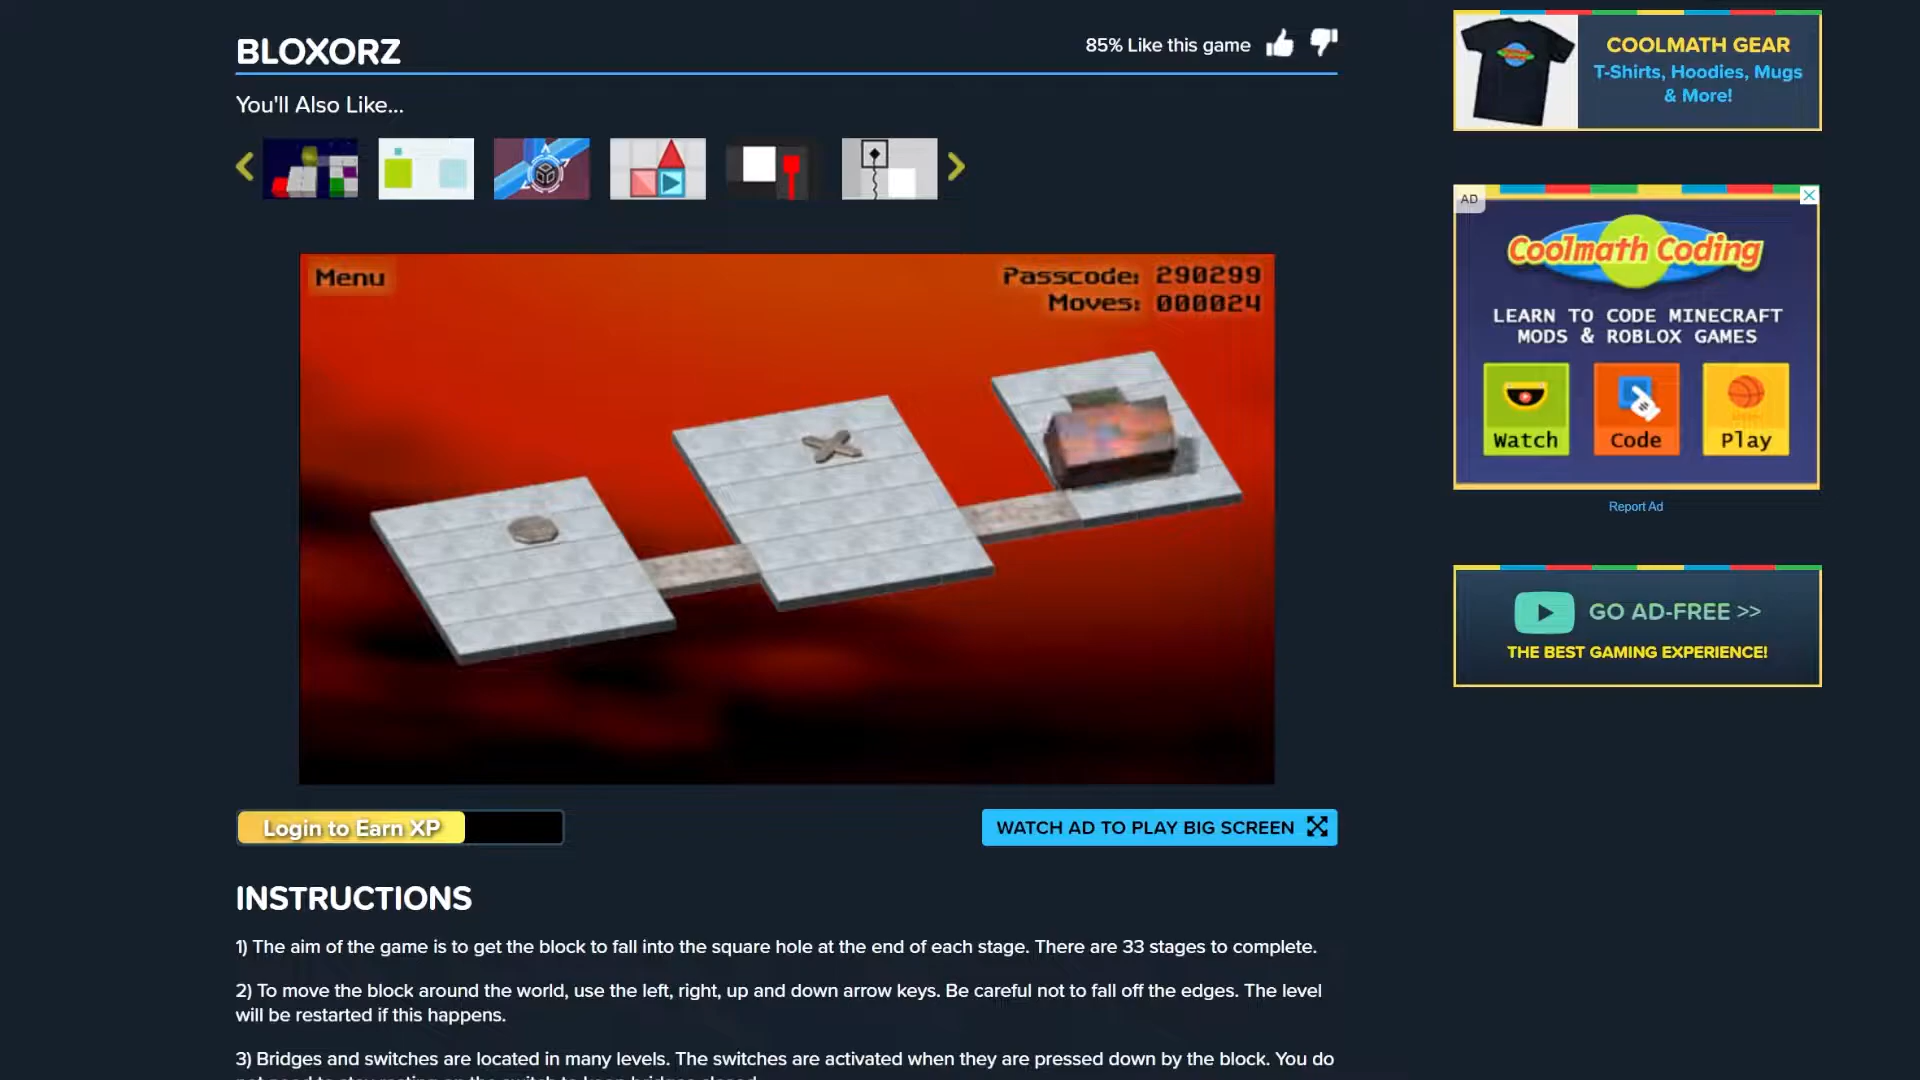 BLOXORZ
85% Like this game
You'll Also Like...
Menu
Passcode: 290299
Moves: 000024
Login to Earn XP
WATCH AD TO PLAY BIG SCREEN
INSTRUCTIONS
1) The aim of the game is to get the block to fall into the square hole at the end of each stage. There are 33 stages to complete.
2) To move the block around the world, use the left, right, up and down arrow keys. Be careful not to fall off the edges. The level
will be restarted if this happens.
3) Bridges and switches are located in many levels. The switches are activated when they are pressed down by the block. You do
COOLMATH GEAR
T-Shirts, Hoodies, Mugs
& More!
AD
Coolmath Coding
LEARN TO CODE MINECRAFT
MODS & ROBLOX GAMES
Watch
Code
Play
Report Ad
GO AD-FREE >>
THE BEST GAMING EXPERIENCE!